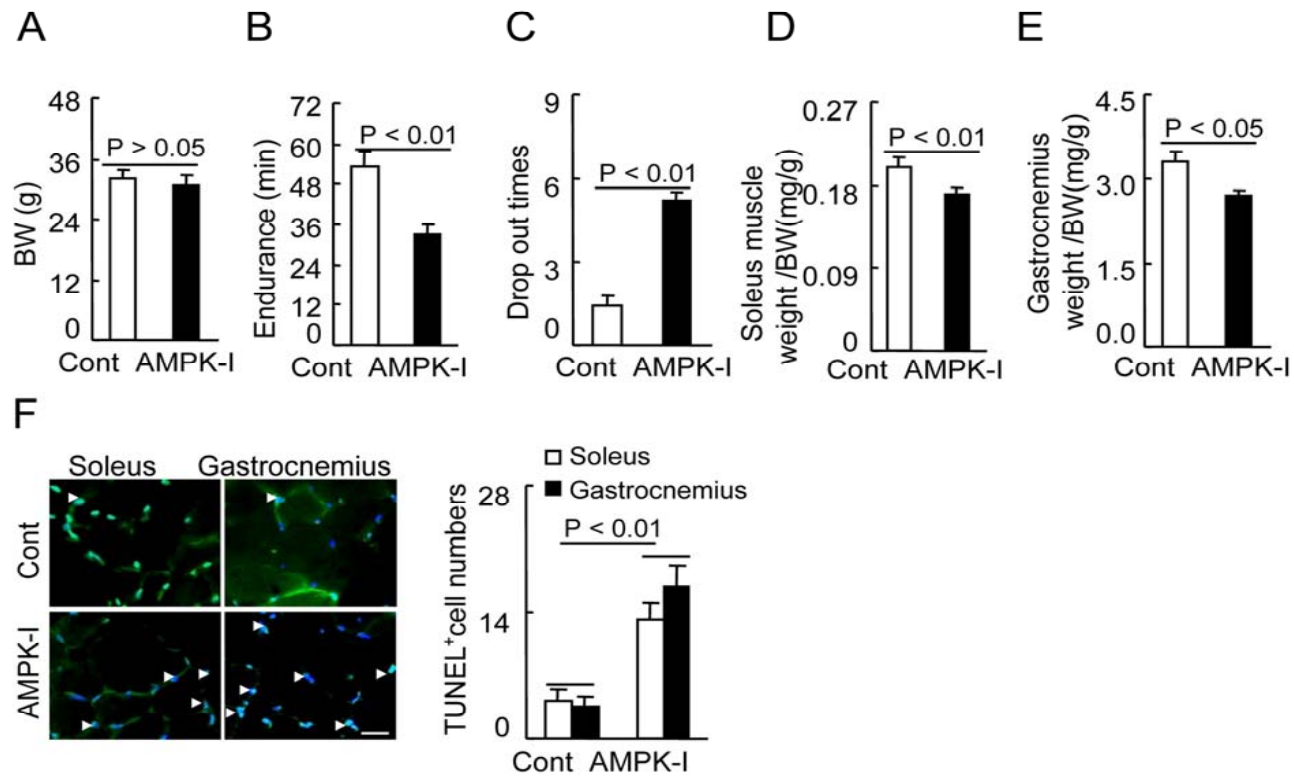 A
B
C
D
E
BW (g)
48
36
24
12
0
P > 0.05
Cont AMPK-I
Endurance (min)
72
60
48
36
24
12
0
P < 0.01
Cont AMPK-I
Drop out times
9
6
3
0
P < 0.01
Cont AMPK-I
Soleus muscle
weight /BW(mg/g)
0.27
0.18
0.09
0
P < 0.01
Cont AMPK-I
Gastrocnemius
weight /BW(mg/g)
4.5
3.0
1.5
0.0
P < 0.05
Cont AMPK-I
F
Soleus Gastrocnemius
Cont
AMPK-I
TUNEL⁺cell numbers
28
14
0
Soleus
Gastrocnemius
P < 0.01
Cont AMPK-I